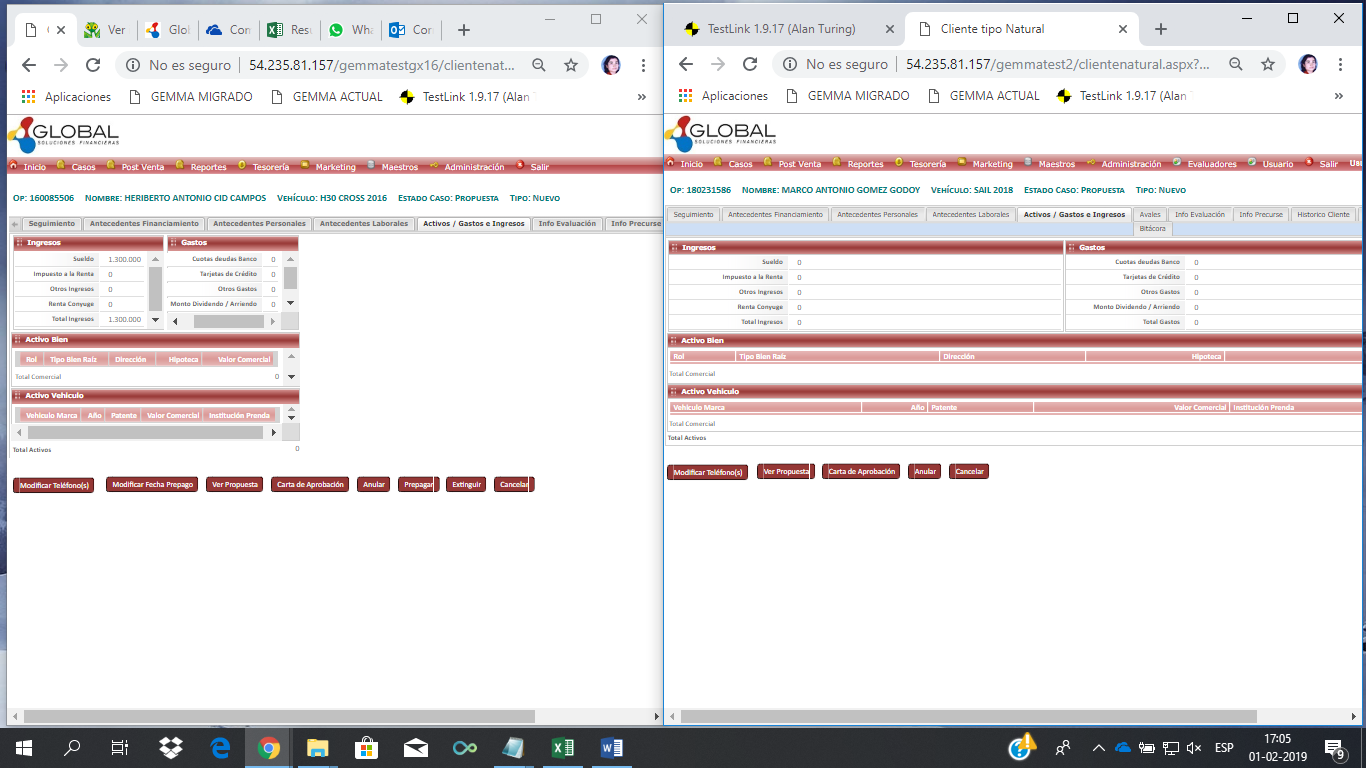 Ver
Glo
Con
Resu
Wha
Cor
No es seguro | 54.235.81.157/gemmatestgx16/clientenat...
Aplicaciones GEMMA MIGRADO GEMMA ACTUAL TestLink 1.9.17 (Alan
GLOBAL
SOLUCIONES FINANCIERAS
Inicio Casos Post Venta Reportes Tesorería Marketing Maestros Administración Salir
Op: 160085506 Nombre: HERIBERTO ANTONIO CID CAMPOS Vehículo: H30 CROSS 2016 Estado Caso: Propuesta Tipo: Nuevo
Seguimiento Antecedentes Financiamiento Antecedentes Personales Antecedentes Laborales Activos / Gastos e Ingresos Info Evaluación Info Precurse
Ingresos
Sueldo 1.300.000
Impuesto a la Renta 0
Otros Ingresos 0
Renta Conyuge 0
Total Ingresos 1.300.000
Gastos
Cuotas deudas Banco 0
Tarjetas de Crédito 0
Otros Gastos 0
Monto Dividendo / Arriendo 0
Activo Bien
Rol Tipo Bien Raíz Dirección Hipoteca Valor Comercial
Total Comercial 0
Activo Vehiculo
Vehículo Marca Año Patente Valor Comercial Institución Prenda
Total Activos 0
Modificar Teléfono(s) Modificar Fecha Prepago Ver Propuesta Carta de Aprobación Anular Prepagar Extinguir Cancelar
TestLink 1.9.17 (Alan Turing)
Cliente tipo Natural
No es seguro | 54.235.81.157/gemmatest2/clientenatural.aspx?...
Aplicaciones GEMMA MIGRADO GEMMA ACTUAL TestLink 1.9.17 (Alan
GLOBAL
SOLUCIONES FINANCIERAS
Inicio Casos Post Venta Reportes Tesorería Marketing Maestros Administración Evaluadores Usuario Salir Usu
Op: 180231586 Nombre: MARCO ANTONIO GOMEZ GODOY Vehículo: SAIL 2018 Estado Caso: Propuesta Tipo: Nuevo
Seguimiento Antecedentes Financiamiento Antecedentes Personales Antecedentes Laborales Activos / Gastos e Ingresos Avales Info Evaluación Info Precurse Historico Cliente
Bitácora
Ingresos
Sueldo 0
Impuesto a la Renta 0
Otros Ingresos 0
Renta Conyuge 0
Total Ingresos 0
Gastos
Cuotas deudas Banco 0
Tarjetas de Crédito 0
Otros Gastos 0
Monto Dividendo / Arriendo 0
Total Gastos 0
Activo Bien
Rol Tipo Bien Raíz Dirección Hipoteca
Total Comercial
Activo Vehículo
Vehículo Marca Año Patente Valor Comercial Institución Prenda
Total Comercial
Total Activos
Modificar Teléfono(s) Ver Propuesta Carta de Aprobación Anular Cancelar
ESP
17:05
01-02-2019
9